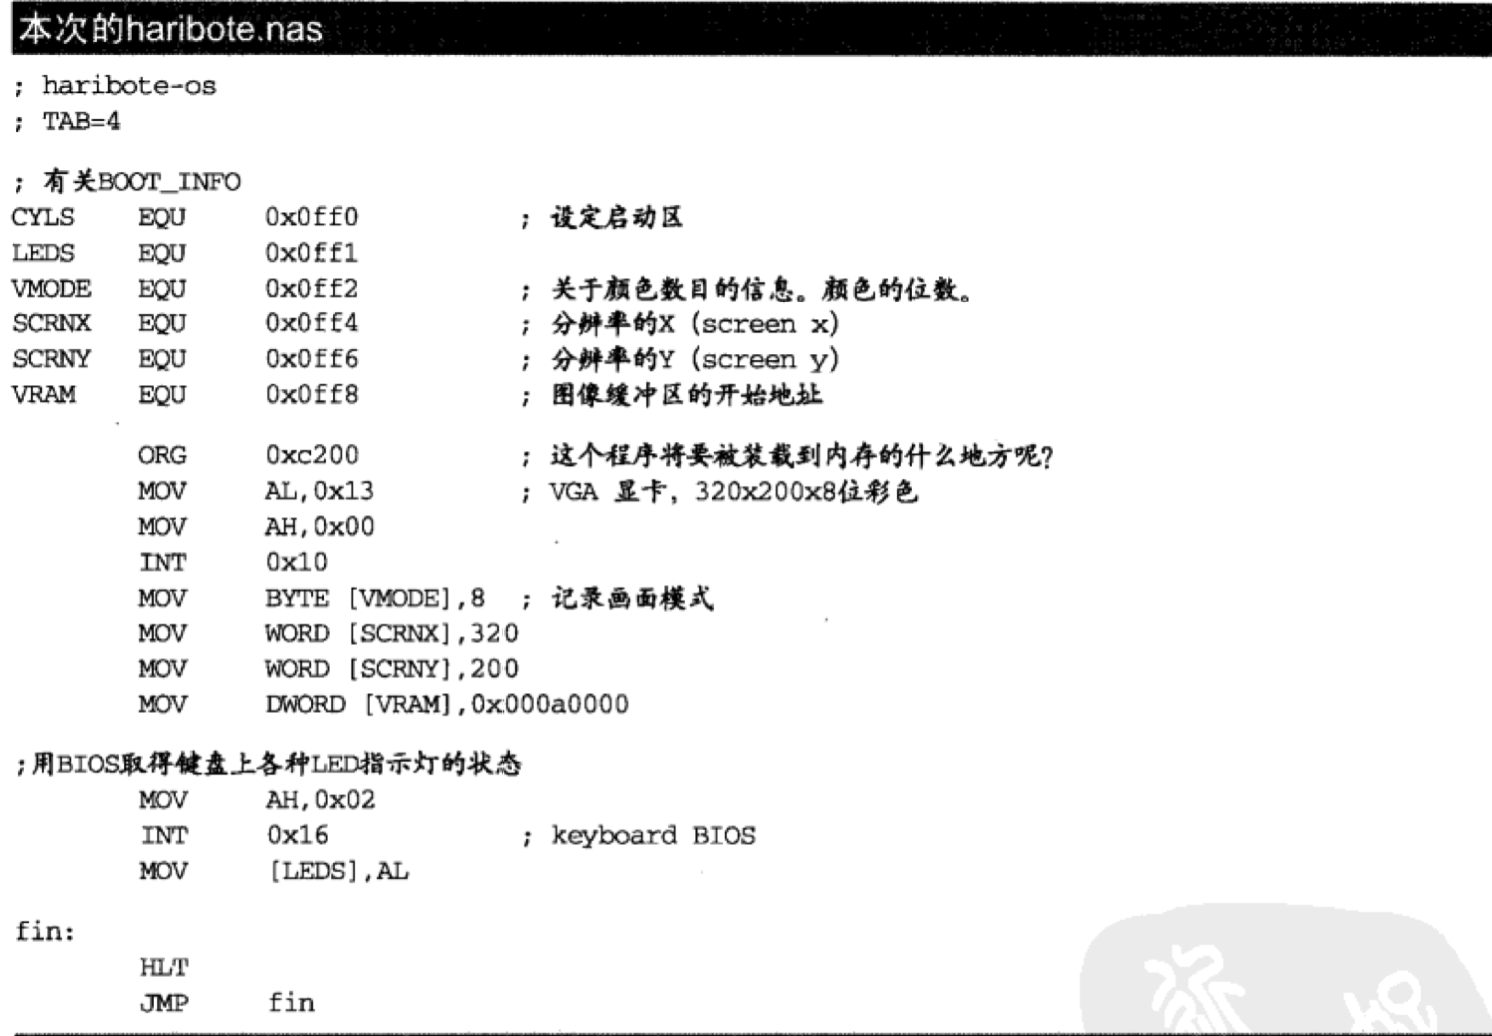 本次的haribote.nas
; haribote-os
; TAB=4
; 有关BOOT_INFO
CYLS EQU 0x0ff0 ; 设定启动区
LEDS EQU 0x0ff1
VMODE EQU 0x0ff2 ; 关于颜色数目的信息。颜色的位数。
SCRNX EQU 0x0ff4 ; 分辨率的X (screen x)
SCRNY EQU 0x0ff6 ; 分辨率的Y (screen y)
VRAM EQU 0x0ff8 ; 图像缓冲区的开始地址
ORG 0xc200 ; 这个程序将要被装载到内存的什么地方呢?
MOV AL,0x13 ; VGA 显卡, 320x200x8位彩色
MOV AH,0x00
INT 0x10
MOV BYTE [VMODE],8 ; 记录画面模式
MOV WORD [SCRNX],320
MOV WORD [SCRNY],200
MOV DWORD [VRAM],0x000a0000
;用BIOS取得键盘上各种LED指示灯的状态
MOV AH,0x02
INT 0x16 ; keyboard BIOS
MOV [LEDS],AL
fin:
HLT
JMP fin